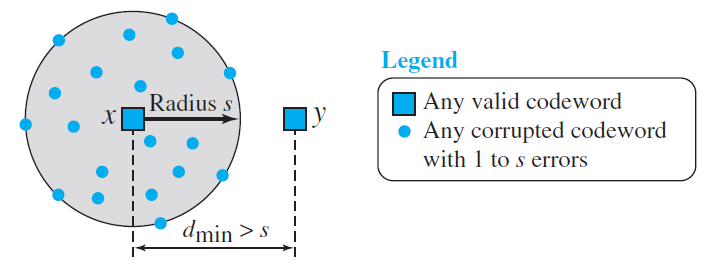 Legend
Radius s
x
y
Any valid codeword
Any corrupted codeword
with 1 to s errors
dmin > s